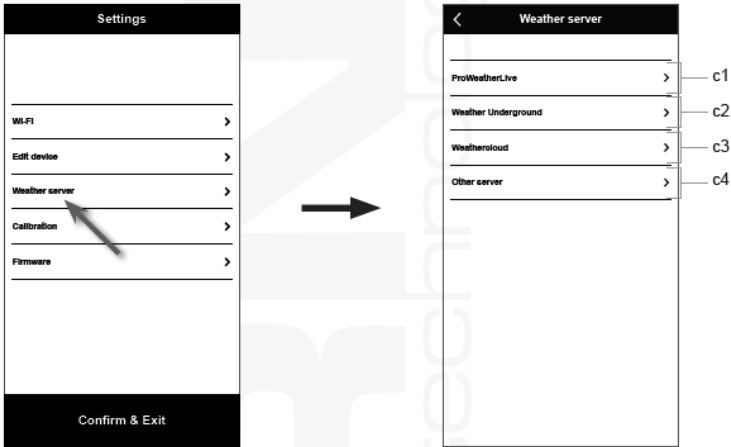 Settings
Wi-Fi
Edit device
Weather server
Calibration
Firmware
Confirm & Exit
Weather server
ProWeatherLive
Weather Underground
Weathercloud
Other server
c1
c2
c3
c4